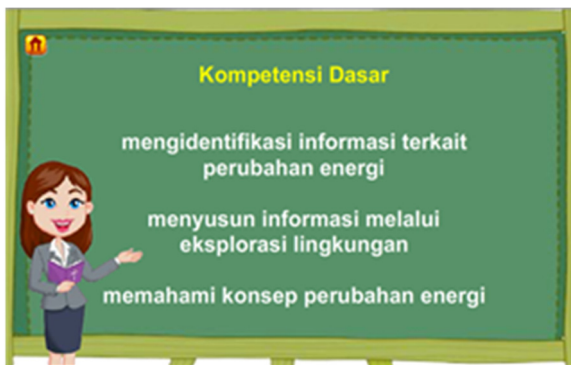 Kompetensi Dasar
mengidentifikasi informasi terkait
perubahan energi
menyusun informasi melalui
eksplorasi lingkungan
memahami konsep perubahan energi